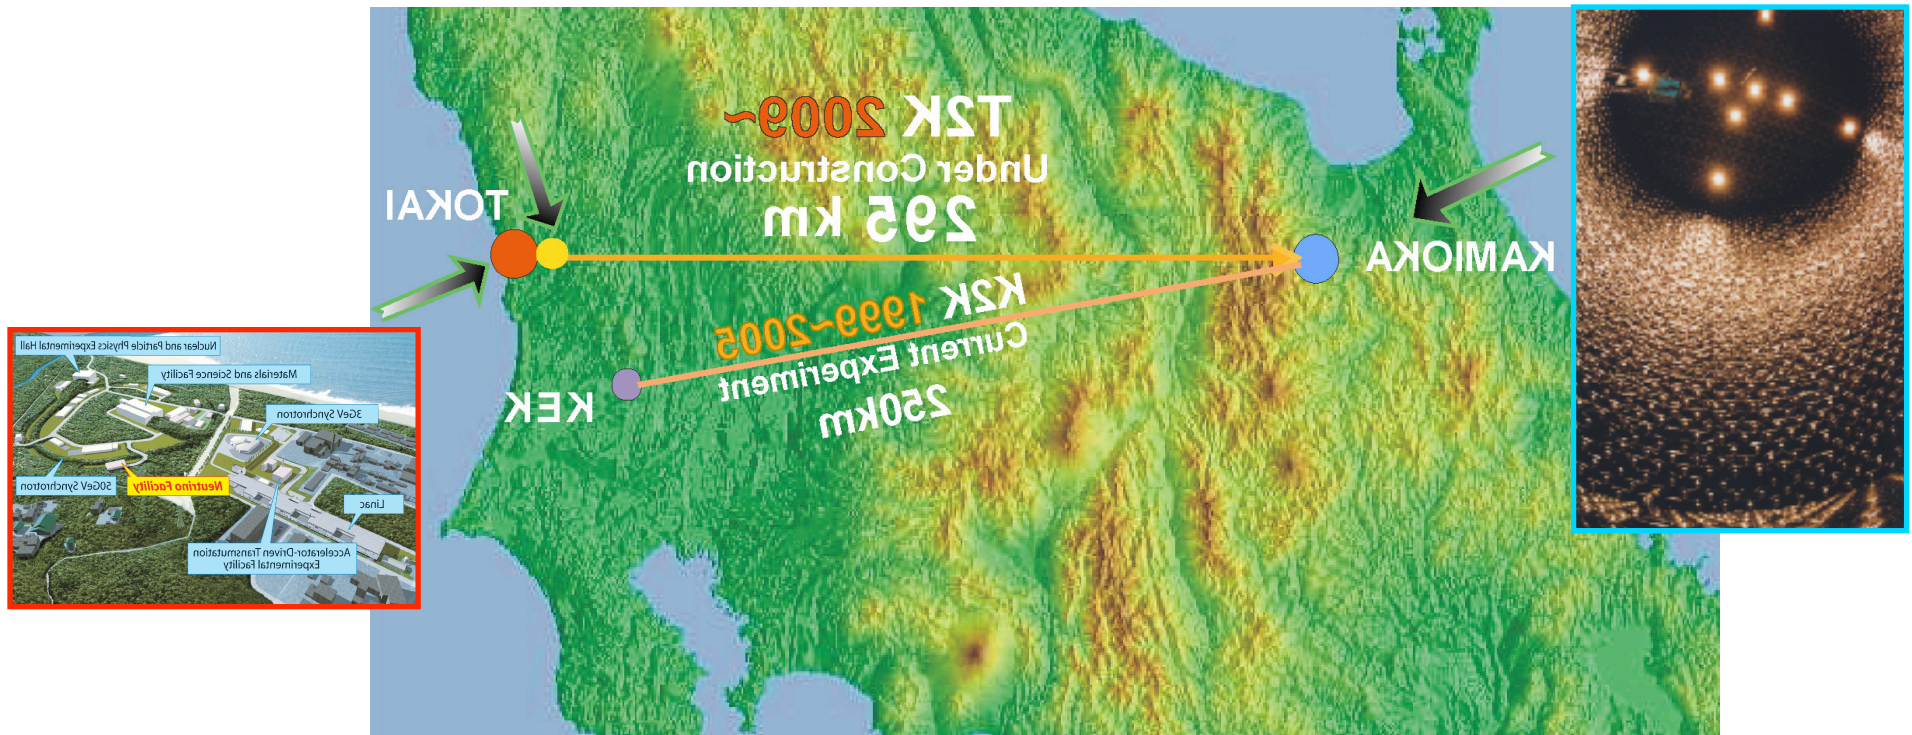 T2K 2009~
Under Construction
295 km
TOKAI
KAMIOKA
K2K 1999~2005
Current Experiment
250km
KEK
Nuclear and Particle Physics Experimental Hall
Materials and Science Facility
3GeV Synchrotron
50GeV Synchrotron
Neutrino Facility
Linac
Accelerator-Driven Transmutation
Experimental Facility